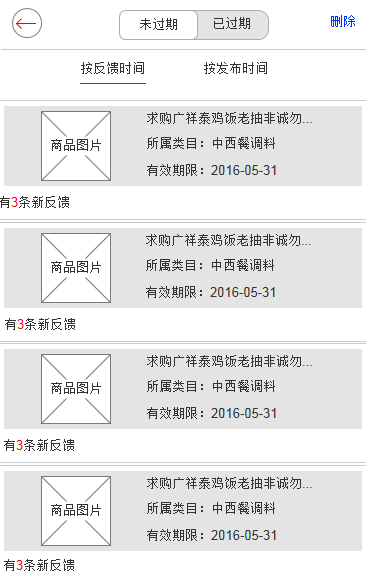 未过期 已过期 删除
按反馈时间 按发布时间
求购广祥泰鸡饭老抽非诚勿...
商品图片 所属类目：中西餐调料
有效期限：2016-05-31
有3条新反馈
求购广祥泰鸡饭老抽非诚勿...
商品图片 所属类目：中西餐调料
有效期限：2016-05-31
有3条新反馈
求购广祥泰鸡饭老抽非诚勿...
商品图片 所属类目：中西餐调料
有效期限：2016-05-31
有3条新反馈
求购广祥泰鸡饭老抽非诚勿...
商品图片 所属类目：中西餐调料
有效期限：2016-05-31
有3条新反馈